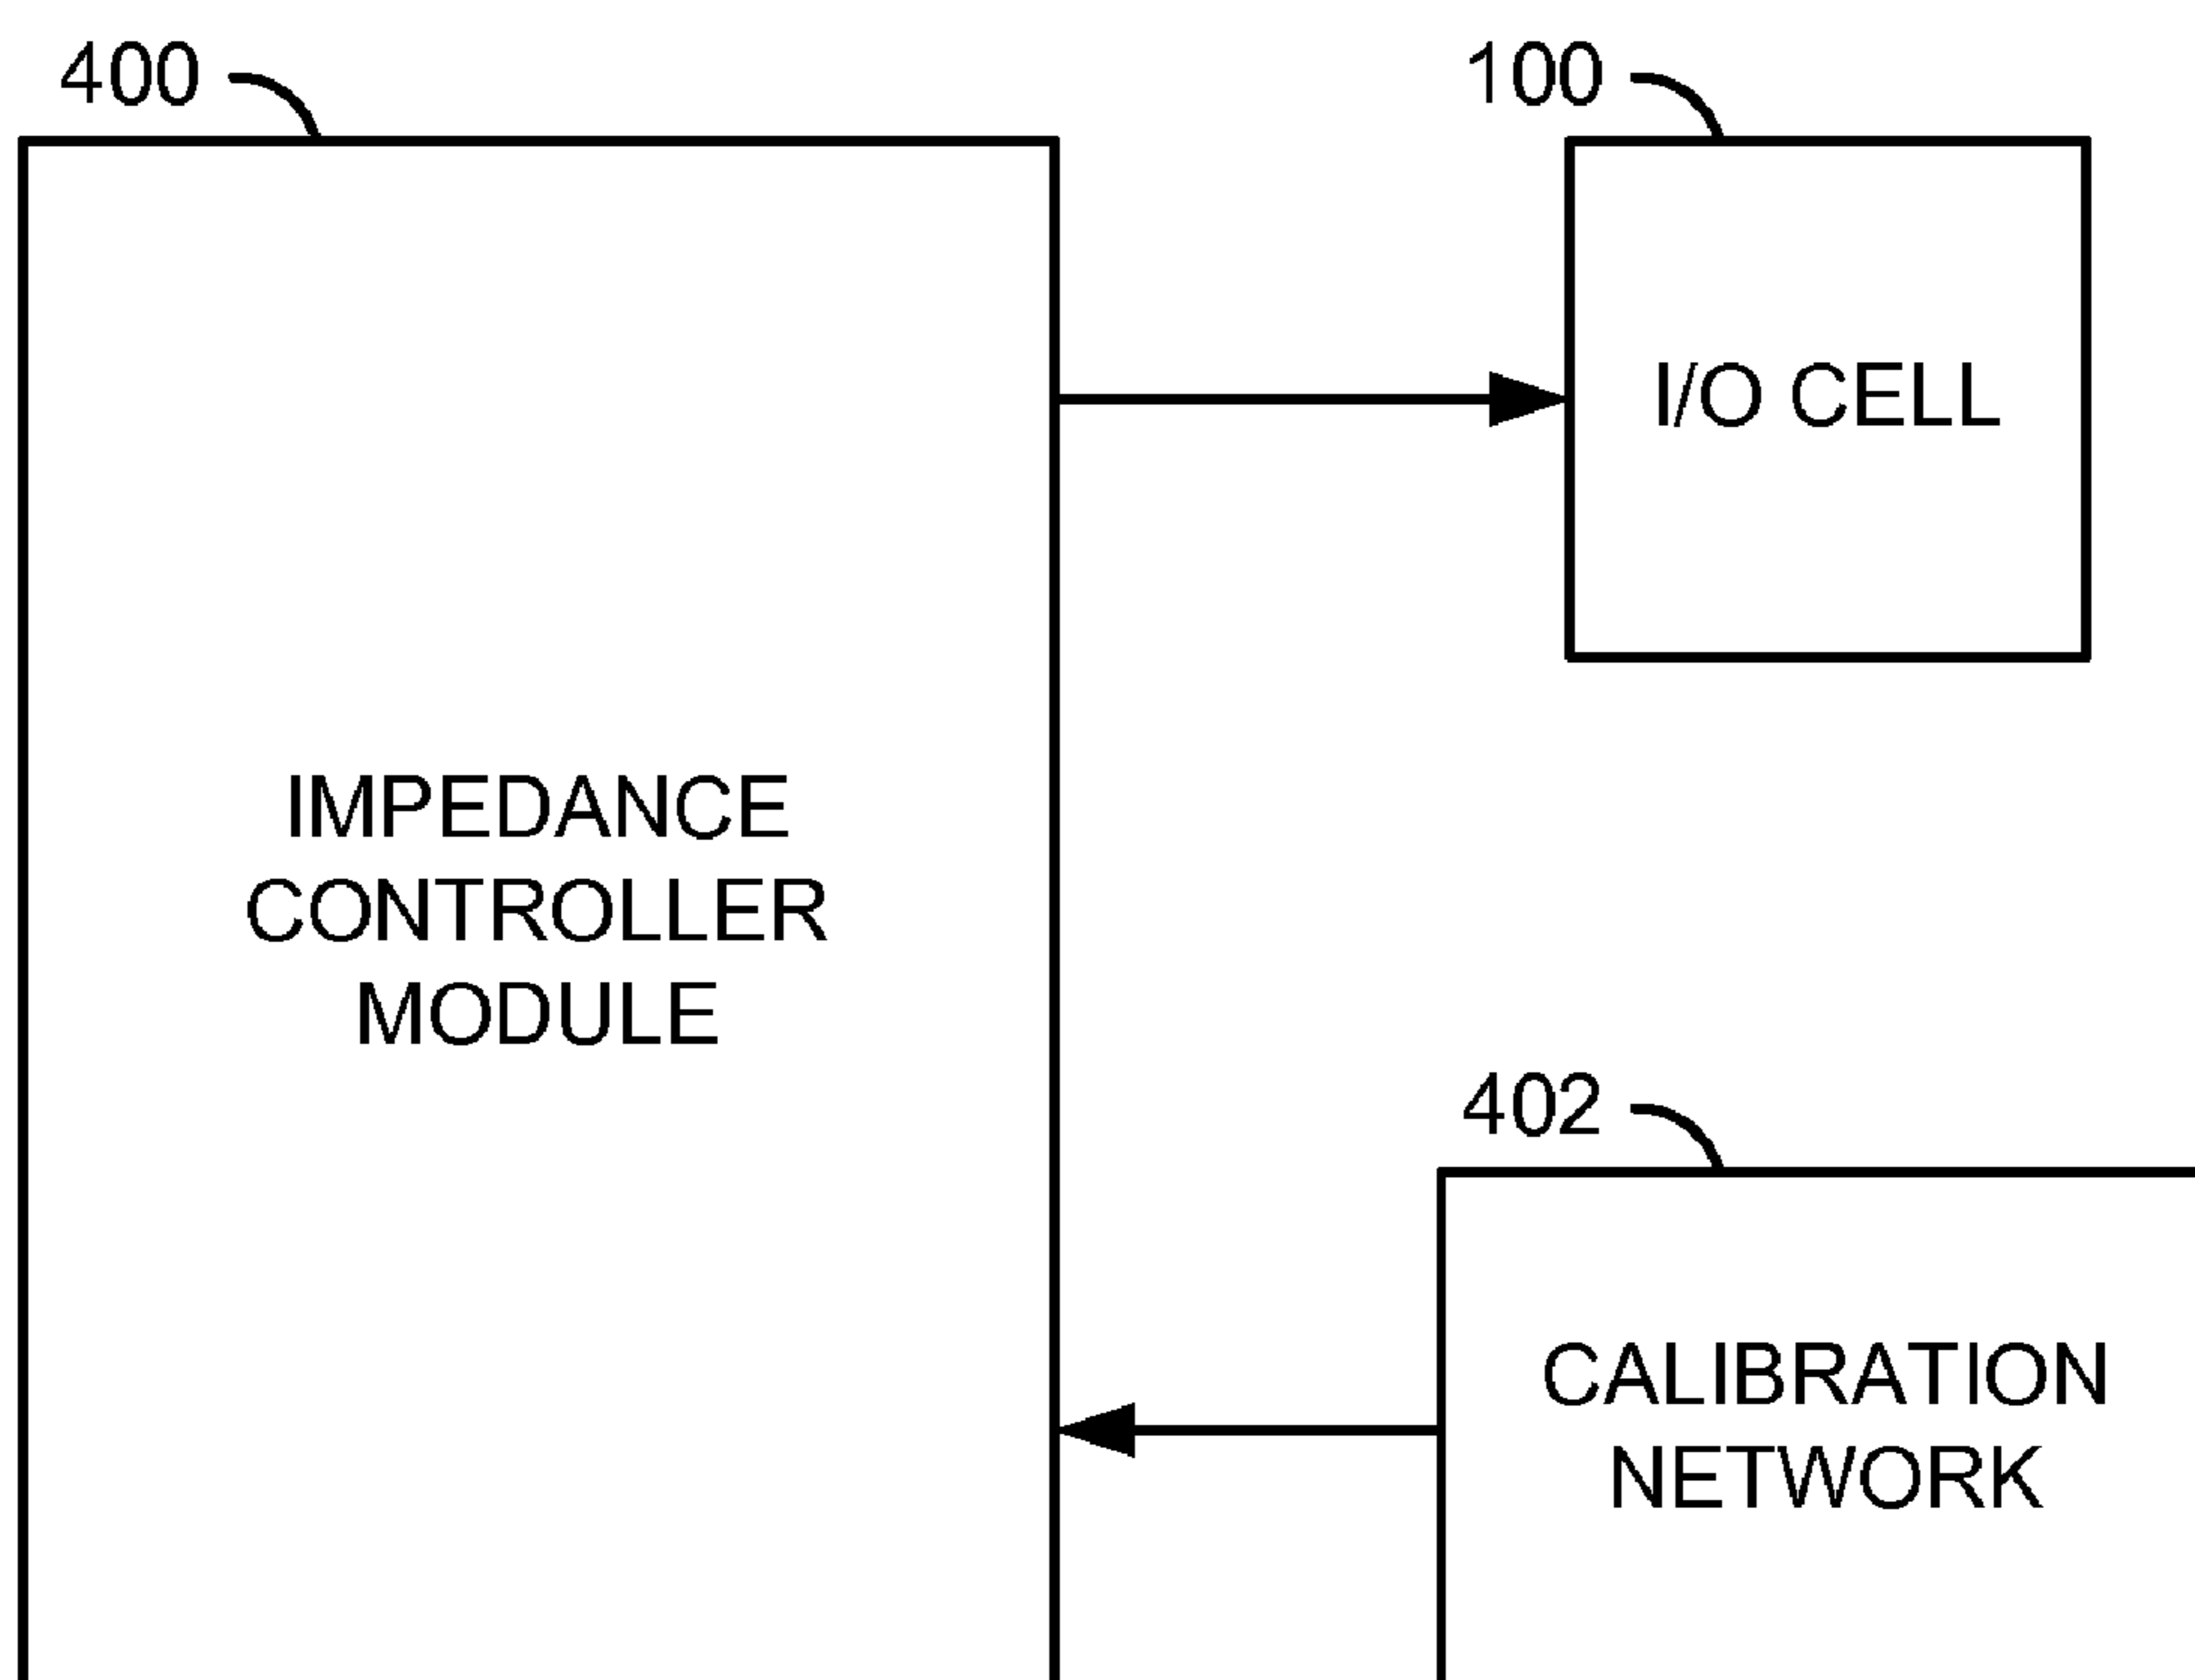 400
100
I/O CELL
IMPEDANCE
CONTROLLER
MODULE
402
CALIBRATION
NETWORK